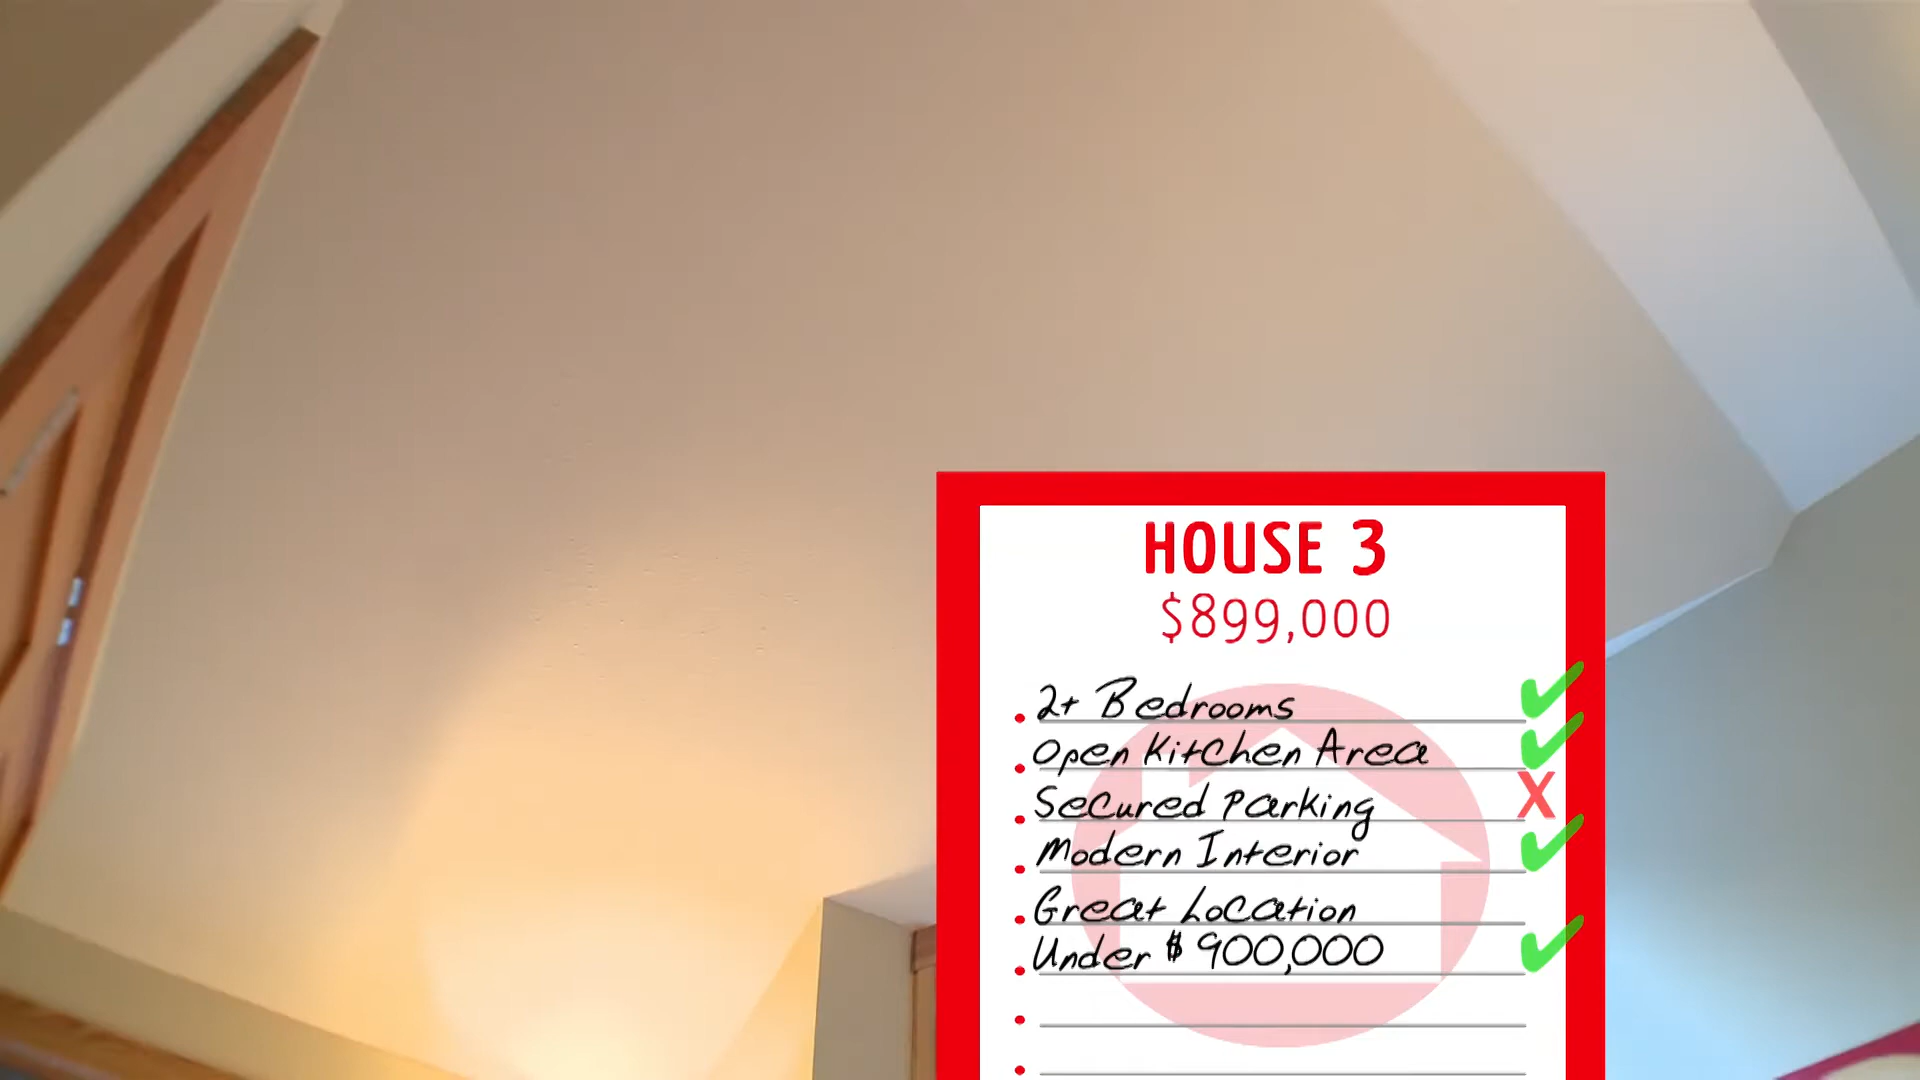 HOUSE 3
$899,000
2+ Bedrooms
Open Kitchen Area
Secured Parking X
Modern Interior
Great Location
Under $900,000